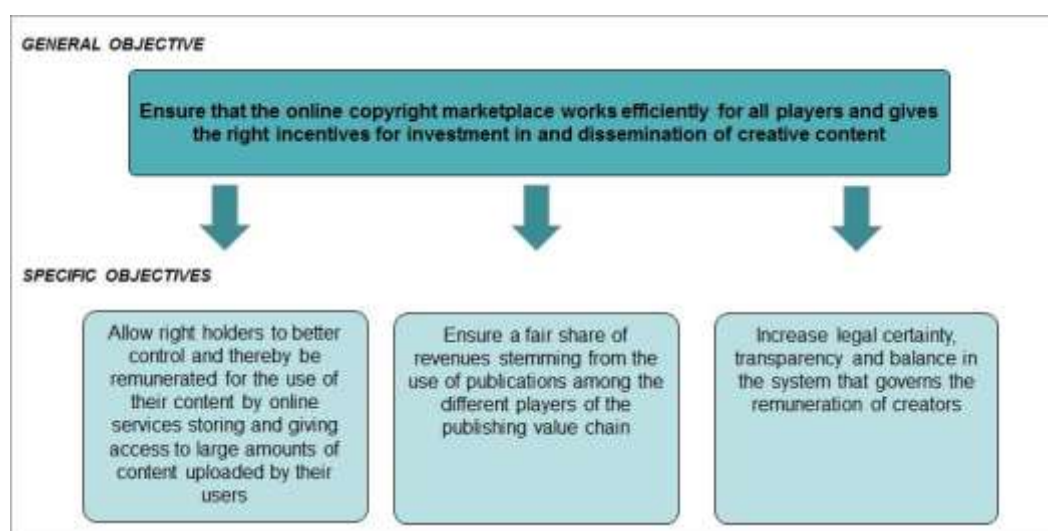 GENERAL OBJECTIVE
Ensure that the online copyright marketplace works efficiently for all players and gives
the right incentives for investment in and dissemination of creative content
SPECIFIC OBJECTIVES
Allow right holders to better
control and thereby be
remunerated for the use of
their content by online
services storing and giving
access to large amounts of
content uploaded by their
users
Ensure a fair share of
revenues stemming from the
use of publications among the
different players of the
publishing value chain
Increase legal certainty,
transparency and balance in
the system that governs the
remuneration of creators